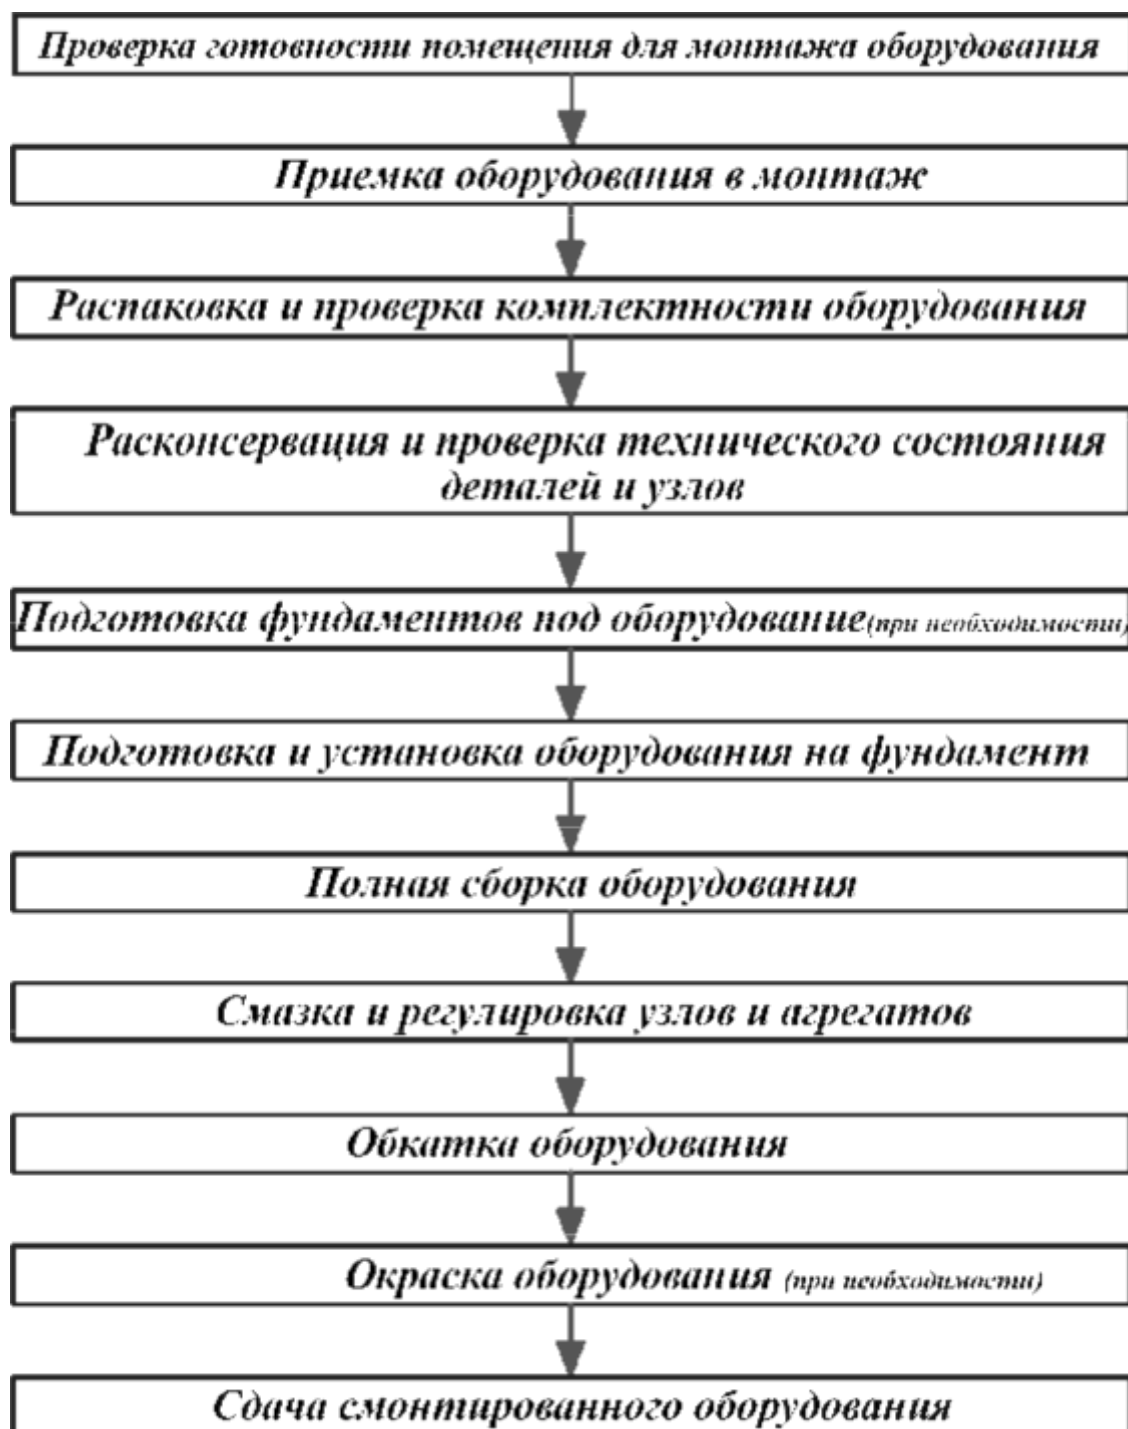 Проверка готовности помещения для монтажа оборудования
Приемка оборудования в монтаж
Распаковка и проверка комплектности оборудования
Расконсервация и проверка технического состояния
деталей и узлов
Подготовка фундаментов под оборудование(при необходимости)
Подготовка и установка оборудования на фундамент
Полная сборка оборудования
Смазка и регулировка узлов и агрегатов
Обкатка оборудования
Окраска оборудования (при необходимости)
Сдача смонтированного оборудования